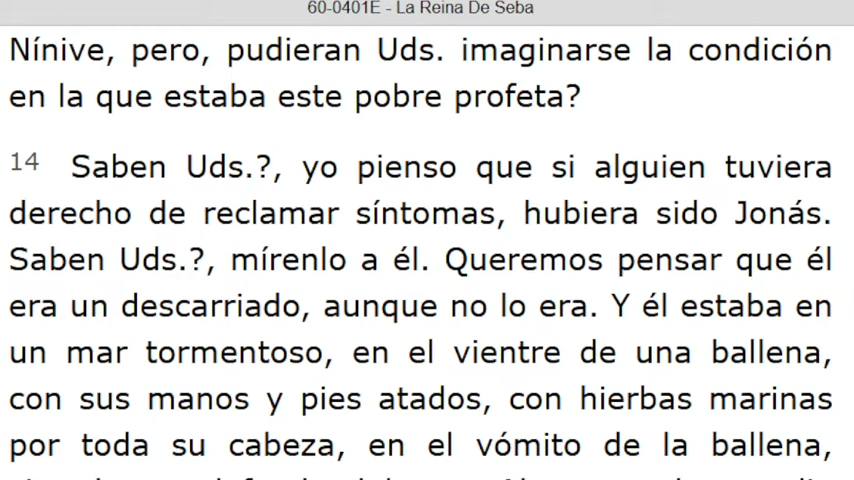 60-0401E - La Reina De Seba
Nínive, pero, pudieran Uds. imaginarse la condición
en la que estaba este pobre profeta?
14 Saben Uds.?, yo pienso que si alguien tuviera
derecho de reclamar síntomas, hubiera sido Jonás.
Saben Uds.?, mírenlo a él. Queremos pensar que él
era un descarriado, aunque no lo era. Y él estaba en
un mar tormentoso, en el vientre de una ballena,
con sus manos y pies atados, con hierbas marinas
por toda su cabeza, en el vómito de la ballena,